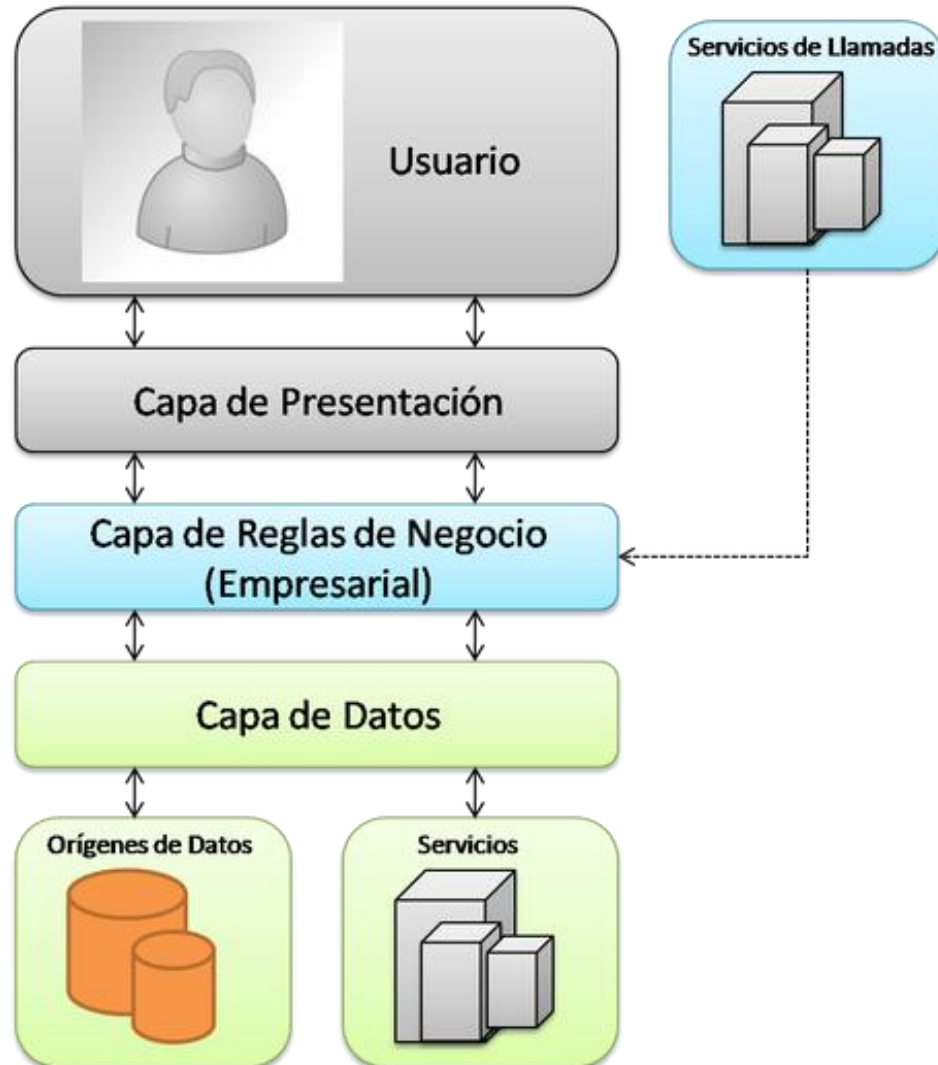 Servicios de Llamadas
Usuario
Capa de Presentación
Capa de Reglas de Negocio
(Empresarial)
Capa de Datos
Orígenes de Datos
Servicios